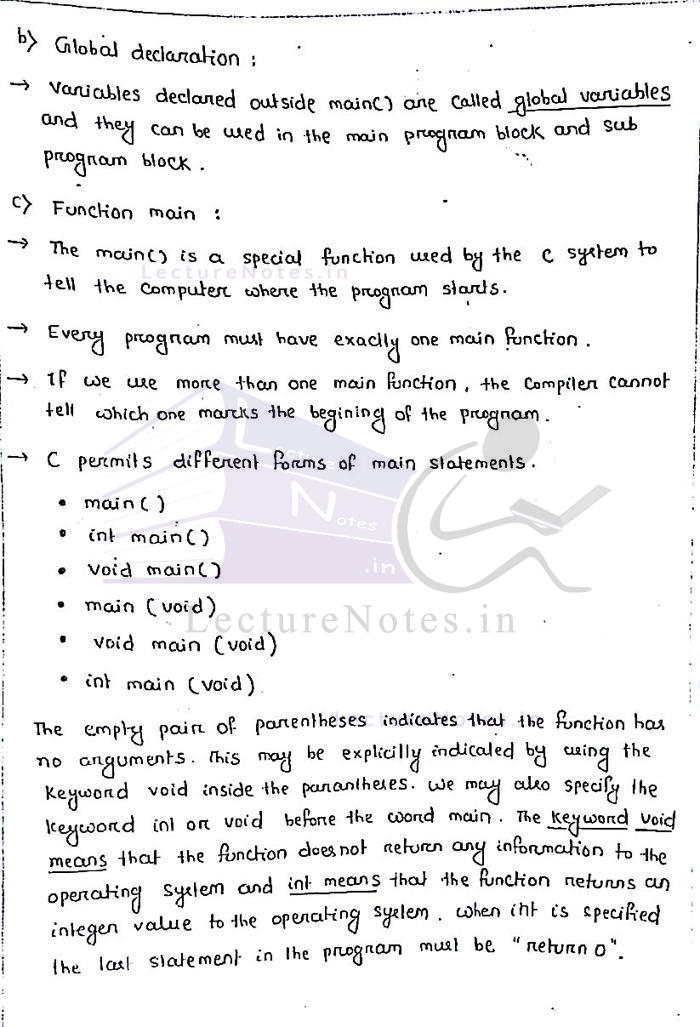 b> Global declaration :
→ Variables declared outside main() are called global variables
and they can be used in the main program block and sub
program block.
c> Function main :
→ The main() is a special function used by the C system to
LectureNotes.in
tell the computer where the program starts.
→ Every program must have exactly one main function.
→ If we use more than one main function, the compiler cannot
tell which one marks the begining of the program.
→ C permits different forms of main statements.
• main()
• int main()
• void main()
• main (void)
LectureNotes.in
• void main (void)
• int main (void)
The empty pair of parentheses indicates that the function has
no arguments. This may be explicilly indicated by using the
keyword void inside the parantheses. we may also specify the
keyword int or void before the word main. The keyword void
means that the function does not return any information to the
operating system and int means that the function returns an
integer value to the operating system. when iht is specified
the last statement in the program must be "return 0".